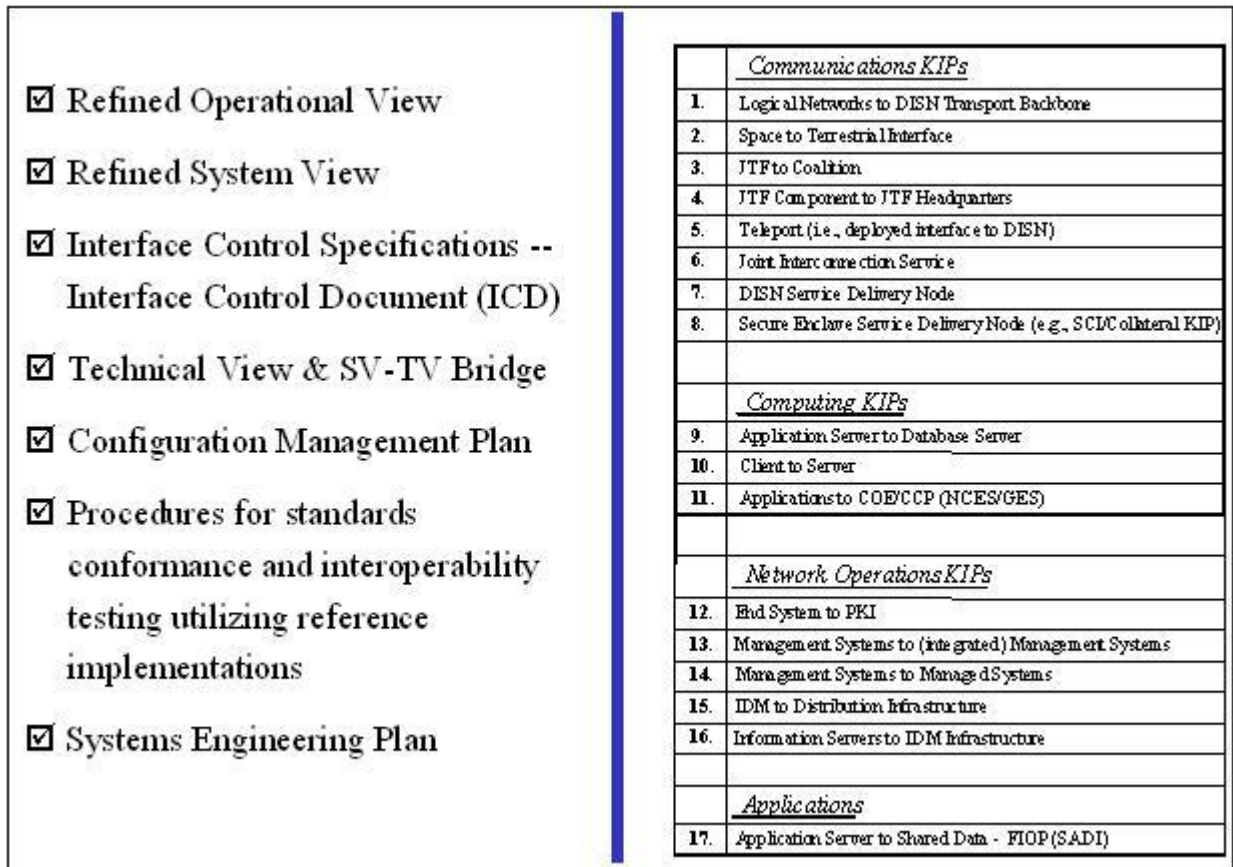 ☑ Refined Operational View
☑ Refined System View
☑ Interface Control Specifications --
Interface Control Document (ICD)
☑ Technical View & SV-TV Bridge
☑ Configuration Management Plan
☑ Procedures for standards
conformance and interoperability
testing utilizing reference
implementations
☑ Systems Engineering Plan
Communications KIPs
1. Logical Networks to DISN Transport Backbone
2. Space to Terrestrial Interface
3. JTF to Coalition
4. JTF Component to JTF Headquarters
5. Teleport (i.e., deployed interface to DISN)
6. Joint Interconnection Service
7. DISN Service Delivery Node
8. Secure Enclave Service Delivery Node (e.g., SCI/Collateral KIP)
Computing KIPs
9. Application Server to Database Server
10. Client to Server
11. Applications to COE/CCP (NCES/GES)
Network Operations KIPs
12. End System to PKI
13. Management Systems to (integrated) Management Systems
14. Management Systems to Managed Systems
15. IDM to Distribution Infrastructure
16. Information Servers to IDM Infrastructure
Applications
17. Application Server to Shared Data - FIOP (SADI)